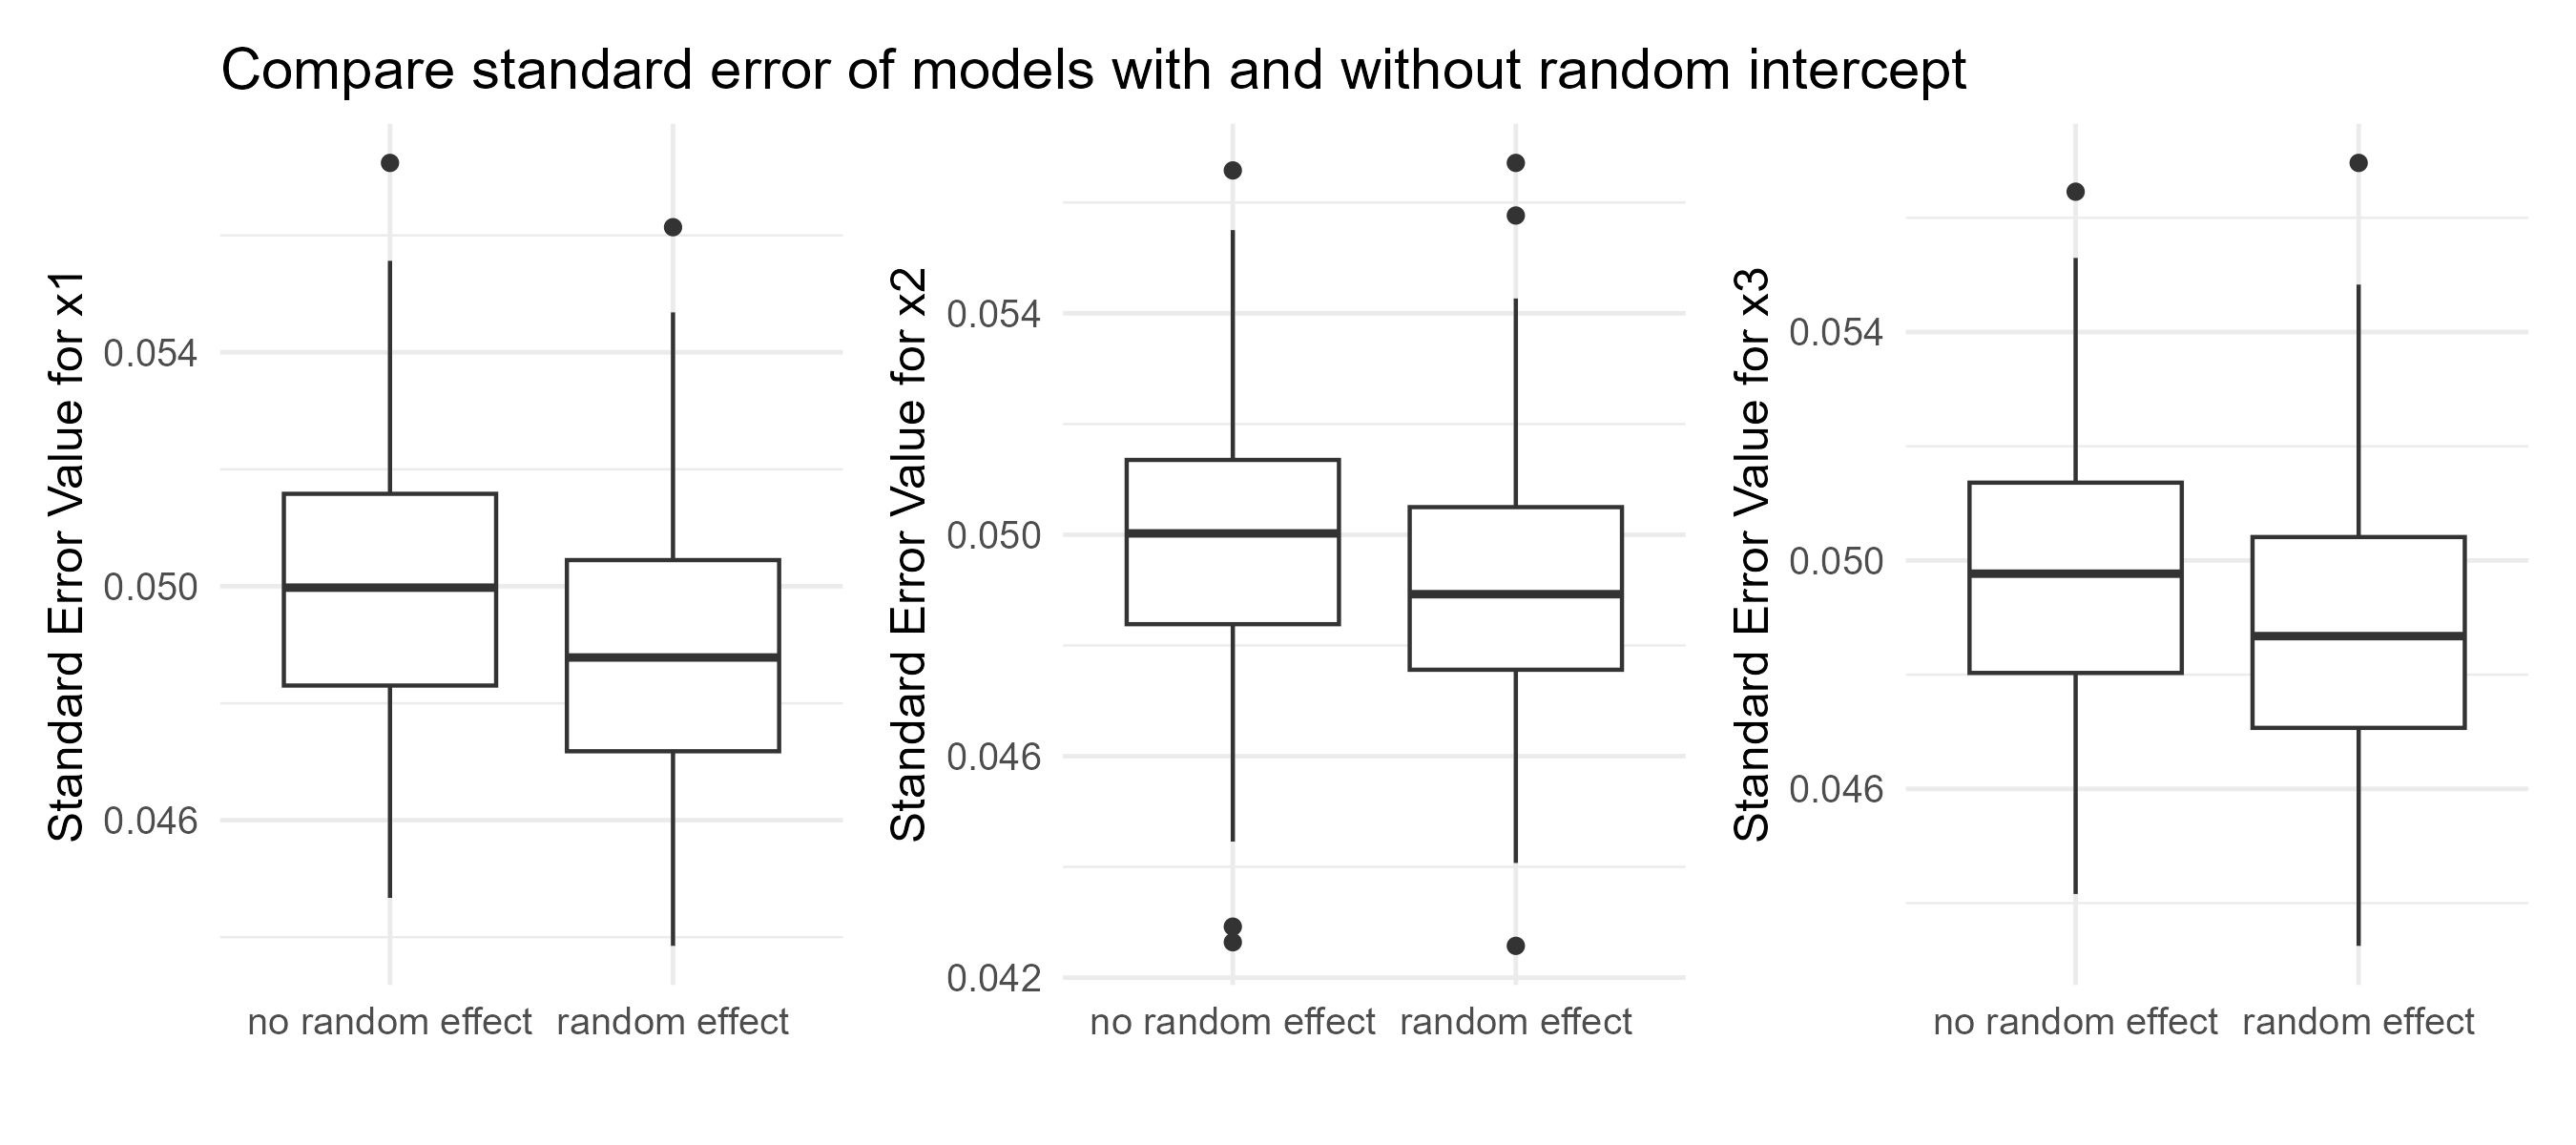 Compare standard error of models with and without random intercept
Standard Error Value for x1
0.054
0.050
0.046
no random effect
random effect
Standard Error Value for x2
0.054
0.050
0.046
0.042
no random effect
random effect
Standard Error Value for x3
0.054
0.050
0.046
no random effect
random effect